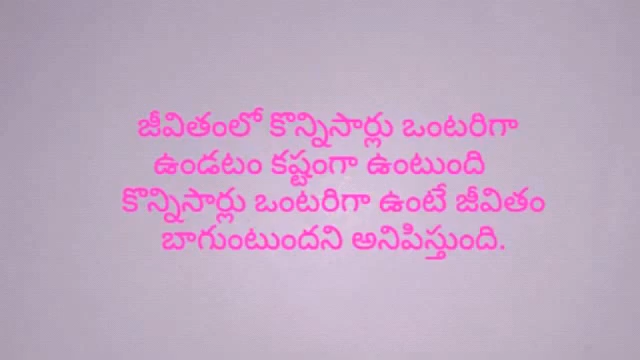 జీవితంలో కొన్నిసార్లు ఒంటరిగా
ఉండటం కష్టంగా ఉంటుంది
కొన్నిసార్లు ఒంటరిగా ఉంటే జీవితం
బాగుంటుందని అనిపిస్తుంది.